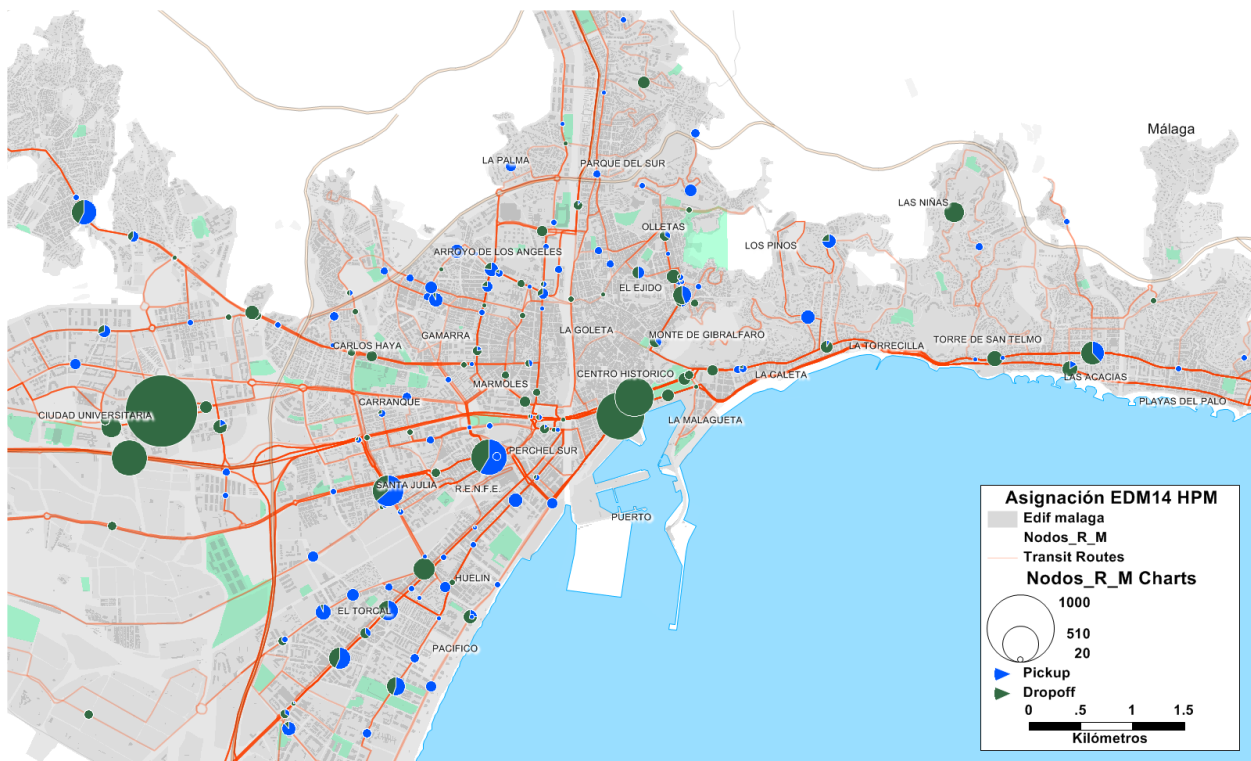 Málaga
LA PALMA
PARQUE DEL SUR
LAS NIÑAS
OLLETAS
LOS PINOS
ARROYO DE LOS ANGELES
EL EJIDO
LA GOLETA
MONTE DE GIBRALFARO
GAMARRA
CARLOS HAYA
LA TORRECILLA
TORRE DE SAN TELMO
CENTRO HISTORICO
LA CALETA
LAS ACACIAS
MARMOLES
CARRANQUE
PLAYAS DEL PALO
CIUDAD UNIVERSITARIA
LA MALAGUETA
PERCHEL SUR
SANTA JULIA
R.E.N.F.E.
PUERTO
HUELIN
EL TORCAL
PACIFICO
Asignación EDM14 HPM
Edif malaga
Nodos_R_M
Transit Routes
Nodos_R_M Charts
1000
510
20
Pickup
Dropoff
0 .5 1 1.5
Kilómetros